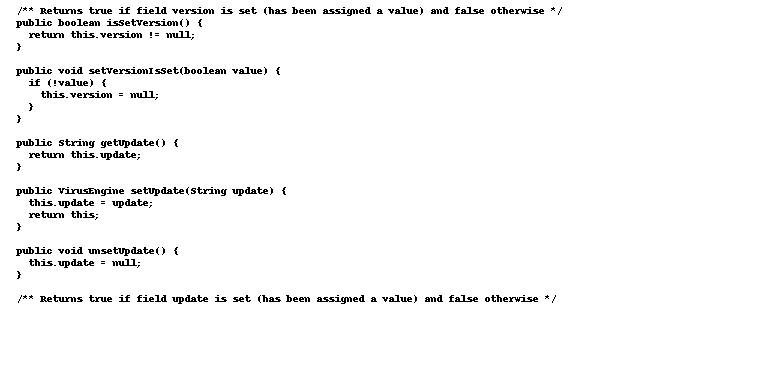 /** Returns true if field version is set (has been assigned a value) and false otherwise */
public boolean isSetVersion() {
return this.version != null;
}
public void setVersionIsSet(boolean value) {
if (!value) {
this.version = null;
}
}
public String getUpdate() {
return this.update;
}
public VirusEngine setUpdate(String update) {
this.update = update;
return this;
}
public void unsetUpdate() {
this.update = null;
}
/** Returns true if field update is set (has been assigned a value) and false otherwise */